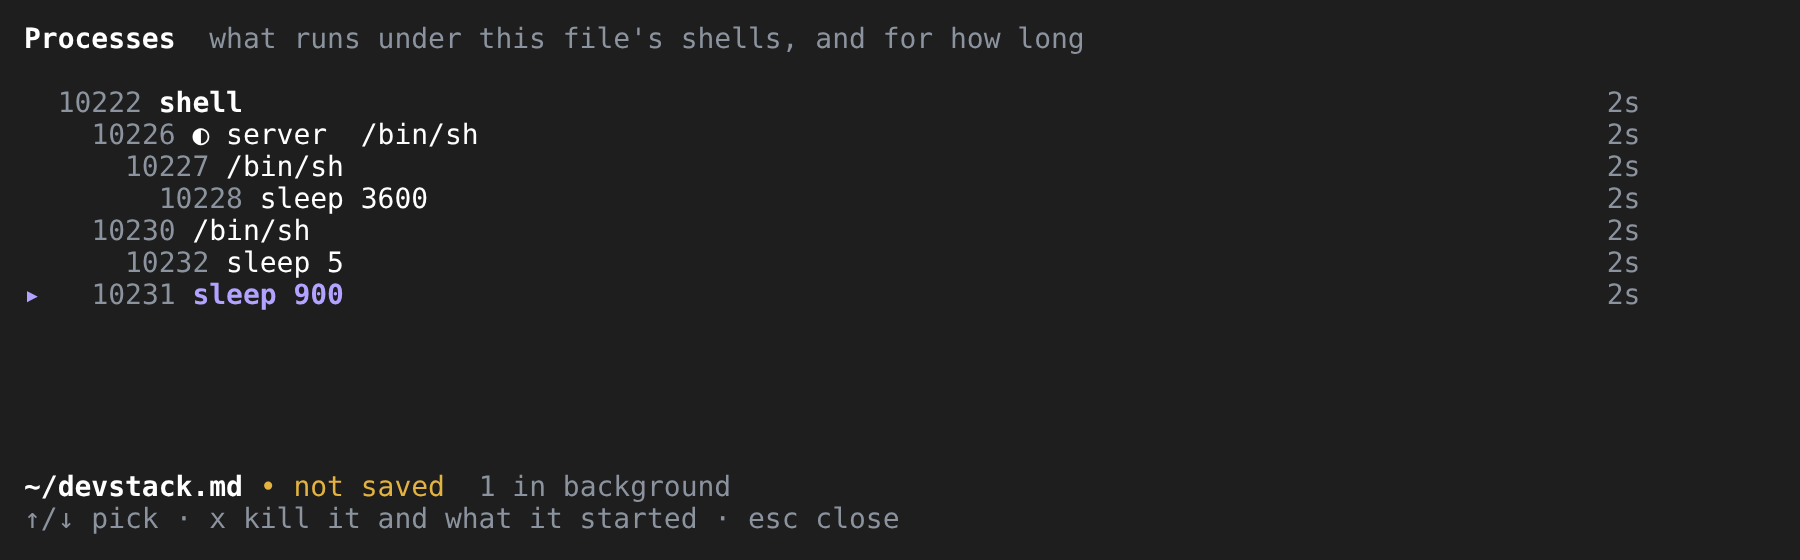 Processes  what runs under this file's shells, and for how long
10222 shell 2s
10226 ◐ server  /bin/sh 2s
10227 /bin/sh 2s
10228 sleep 3600 2s
10230 /bin/sh 2s
10232 sleep 5 2s
▸ 10231 sleep 900 2s
~/devstack.md • not saved  1 in background
↑/↓ pick · x kill it and what it started · esc close